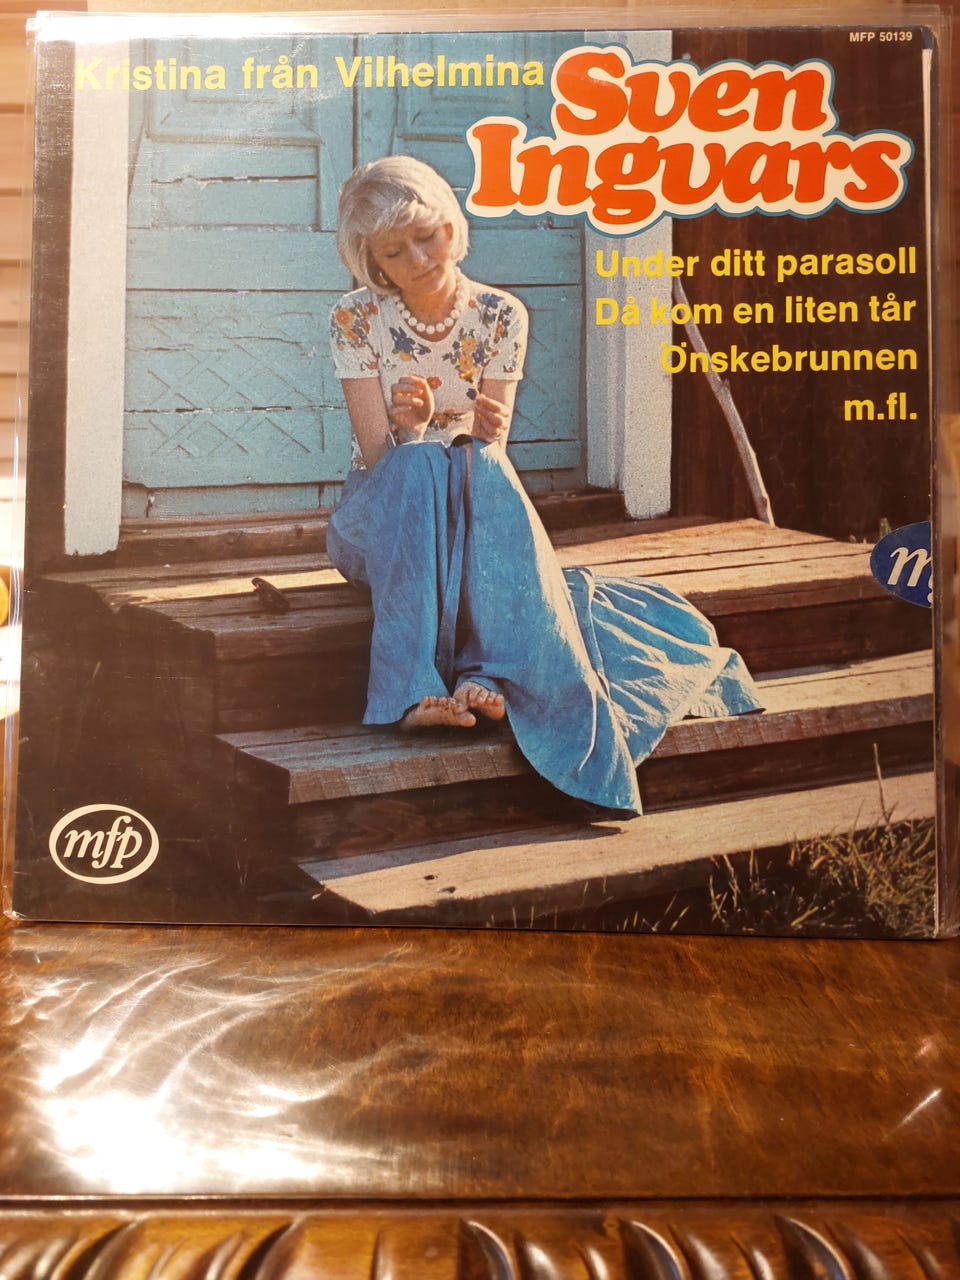 MFP 50139
Kristina från Vilhelmina
Sven
Ingvars
Under ditt parasoll
Då kom en liten tår
Önskebrunnen
m.fl.
mfp